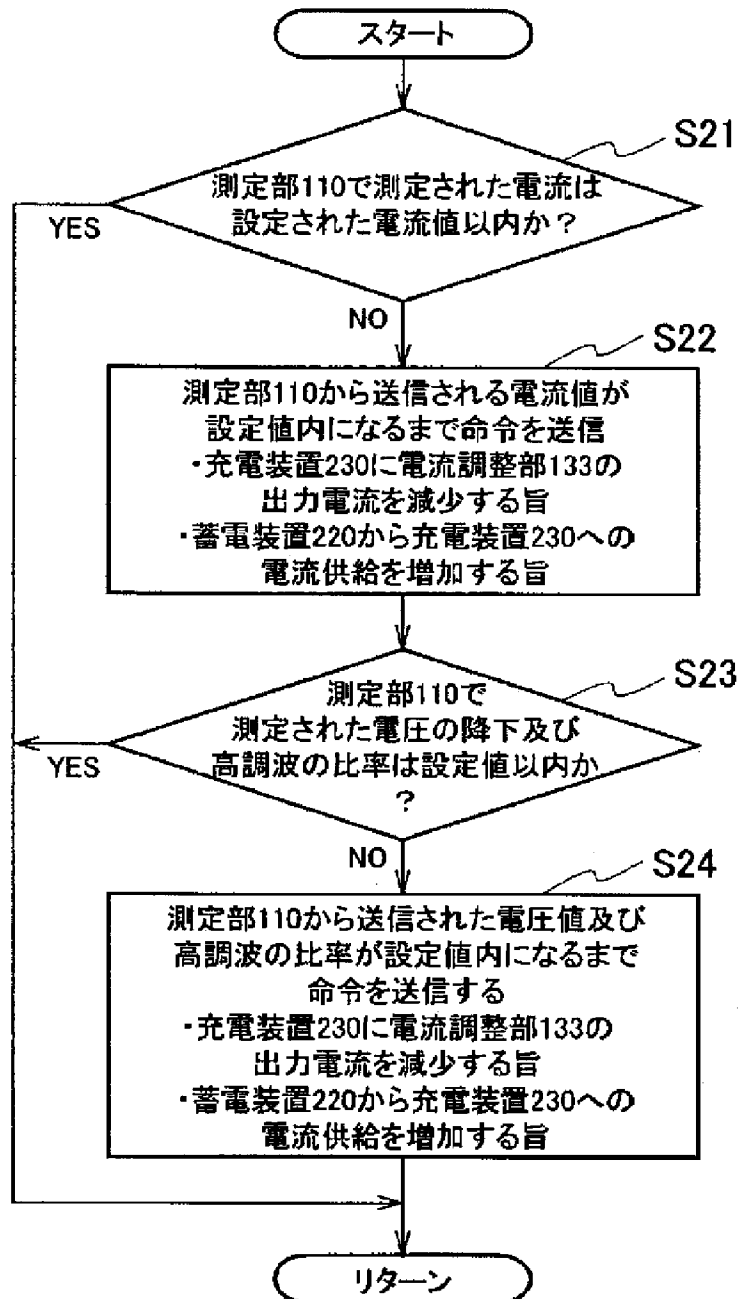 スタート
S21
測定部110で測定された電流は
設定された電流値以内か?
YES
NO
S22
測定部110から送信される電流値が
設定値内になるまで命令を送信
・充電装置230に電流調整部133の
出力電流を減少する旨
・蓄電装置220から充電装置230への
電流供給を増加する旨
S23
測定部110で
測定された電圧の降下及び
高調波の比率は設定値以内か
?
YES
NO
S24
測定部110から送信された電圧値及び
高調波の比率が設定値内になるまで
命令を送信する
・充電装置230に電流調整部133の
出力電流を減少する旨
・蓄電装置220から充電装置230への
電流供給を増加する旨
リターン